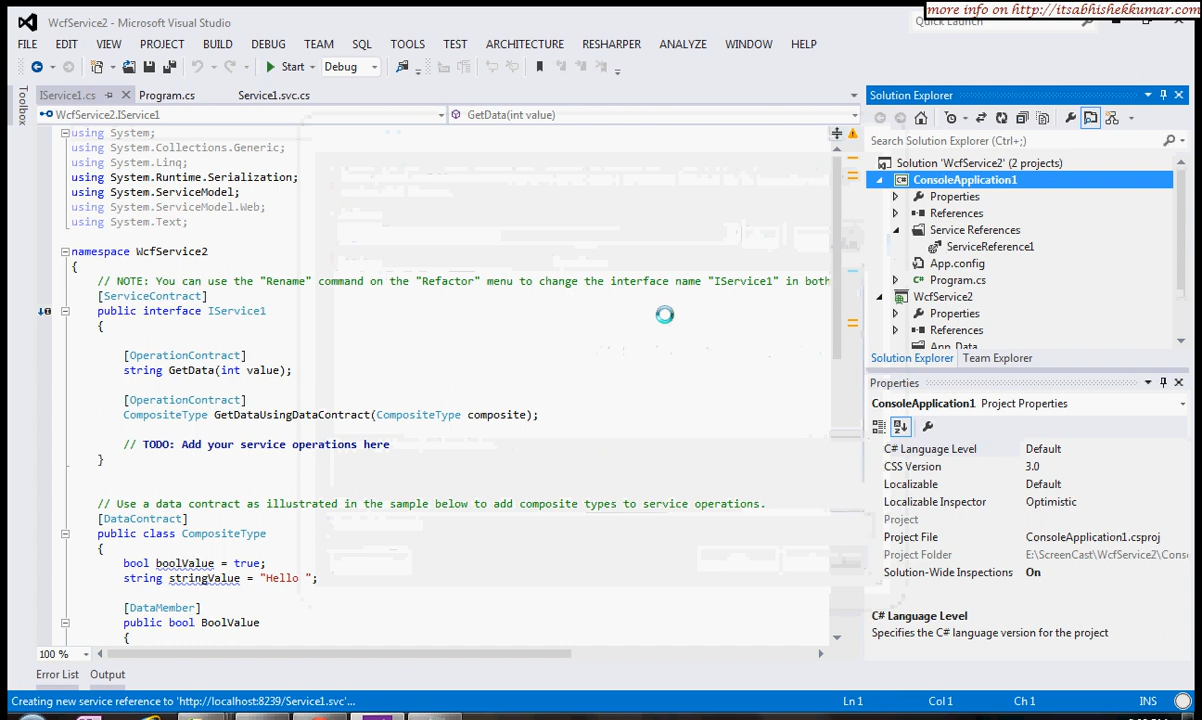 more info on http://itsabhishekkumar.com
WcfService2 - Microsoft Visual Studio
Quick Launch
FILE EDIT VIEW PROJECT BUILD DEBUG TEAM SQL TOOLS TEST ARCHITECTURE RESHARPER ANALYZE WINDOW HELP
Start Debug
Toolbox
IService1.cs Program.cs Service1.svc.cs
WcfService2.IService1 GetData(int value)
using System;
using System.Collections.Generic;
using System.Linq;
using System.Runtime.Serialization;
using System.ServiceModel;
using System.ServiceModel.Web;
using System.Text;
namespace WcfService2
{
// NOTE: You can use the "Rename" command on the "Refactor" menu to change the interface name "IService1" in both
[ServiceContract]
public interface IService1
{
[OperationContract]
string GetData(int value);
[OperationContract]
CompositeType GetDataUsingDataContract(CompositeType composite);
// TODO: Add your service operations here
}
// Use a data contract as illustrated in the sample below to add composite types to service operations.
[DataContract]
public class CompositeType
{
bool boolValue = true;
string stringValue = "Hello ";
[DataMember]
public bool BoolValue
{
100 %
Error List Output
Solution Explorer
Search Solution Explorer (Ctrl+;)
Solution 'WcfService2' (2 projects)
ConsoleApplication1
Properties
References
Service References
ServiceReference1
App.config
Program.cs
WcfService2
Properties
References
App_Data
Solution Explorer Team Explorer
Properties
ConsoleApplication1 Project Properties
C# Language Level Default
CSS Version 3.0
Localizable Default
Localizable Inspector Optimistic
Project
Project File ConsoleApplication1.csproj
Project Folder E:\ScreenCast\WcfService2\Conso
Solution-Wide Inspections On
C# Language Level
Specifies the C# language version for the project
Creating new service reference to 'http://localhost:8239/Service1.svc'... Ln 1 Col 1 Ch 1 INS